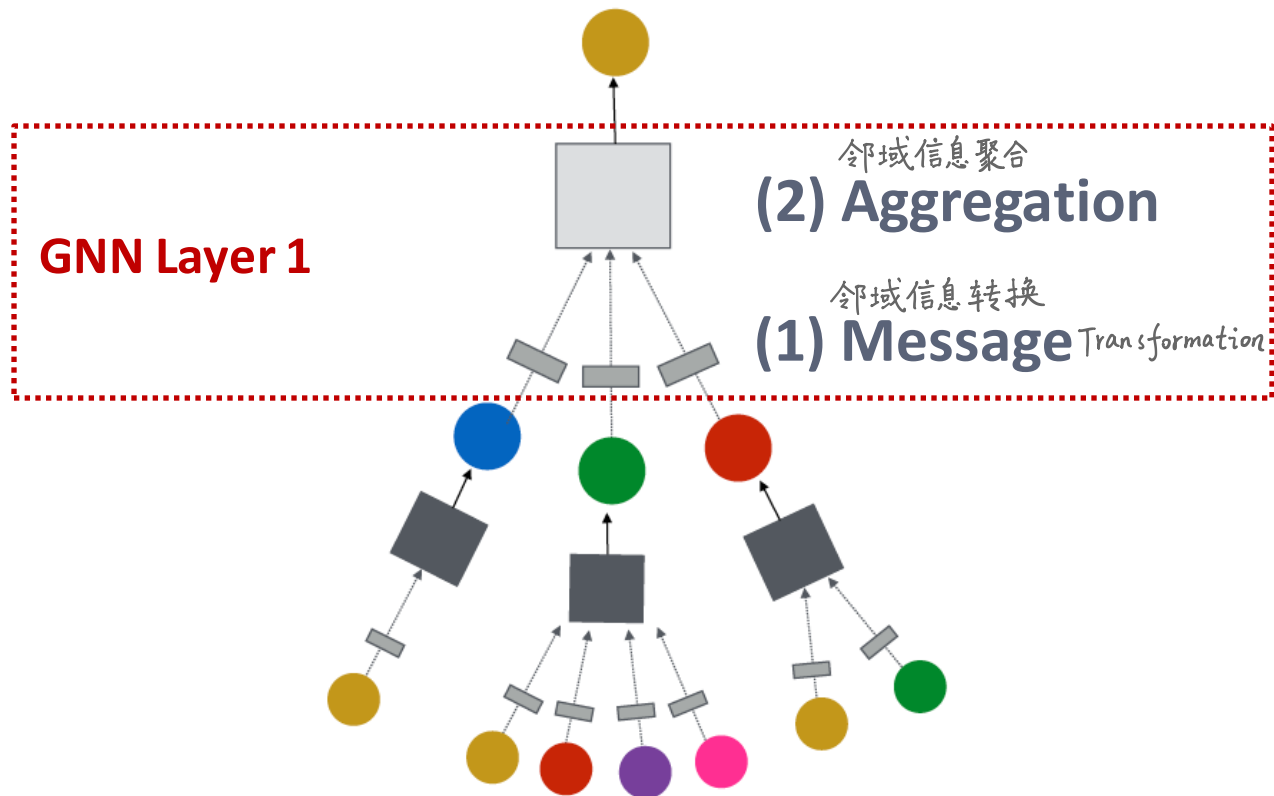 邻域信息聚合
(2) Aggregation
GNN Layer 1
邻域信息转换
(1) Message Transformation